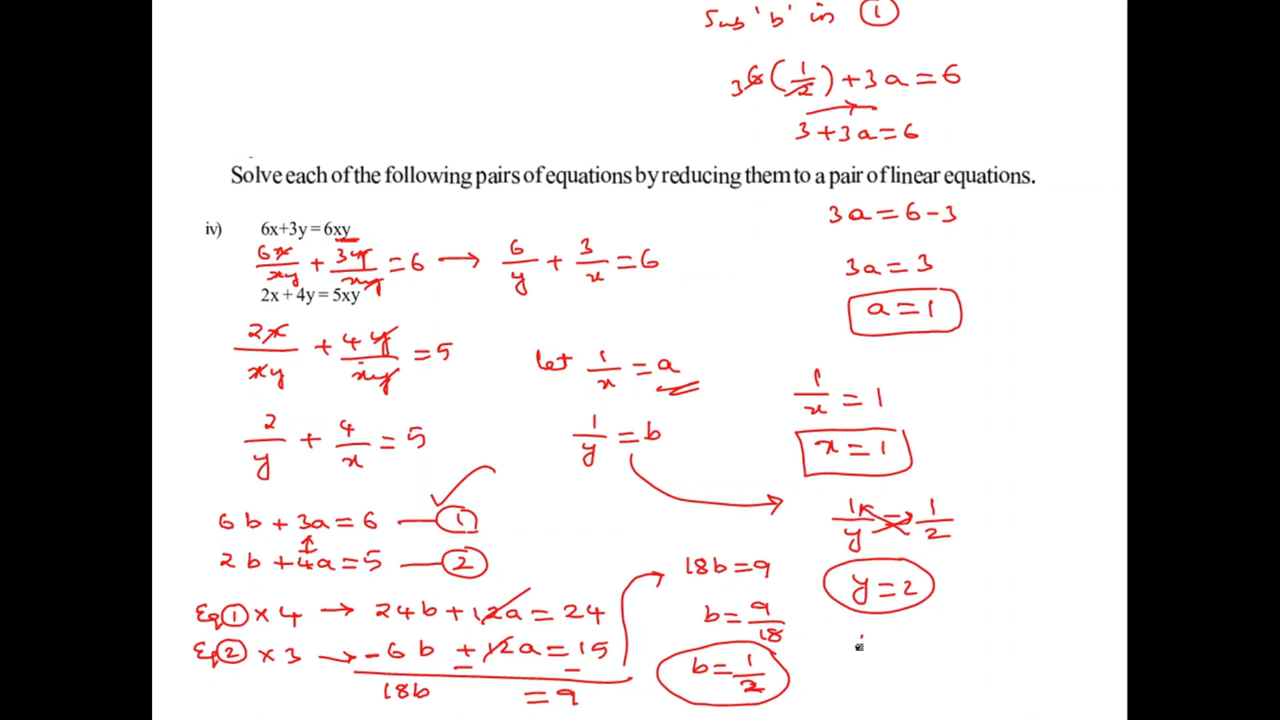 Sub 'b' in ①
3 6(1/2) + 3a = 6
3 + 3a = 6
Solve each of the following pairs of equations by reducing them to a pair of linear equations.
iv) 6x+3y = 6xy
6x/xy + 3y/xy = 6 → 6/y + 3/x = 6
2x + 4y = 5xy
2x/xy + 4y/xy = 5
2/y + 4/x = 5
6b + 3a = 6 — ①
2b + 4a = 5 — ②
Eq① × 4 → 24b + 12a = 24
Eq② × 3 → - 6b + 12a = 15
18b = 9
let 1/x = a
1/y = b
18b = 9
b = 9/18
b = 1/2
3a = 6 - 3
3a = 3
a = 1
1/x = 1
x = 1
1/y = 1/2
y = 2